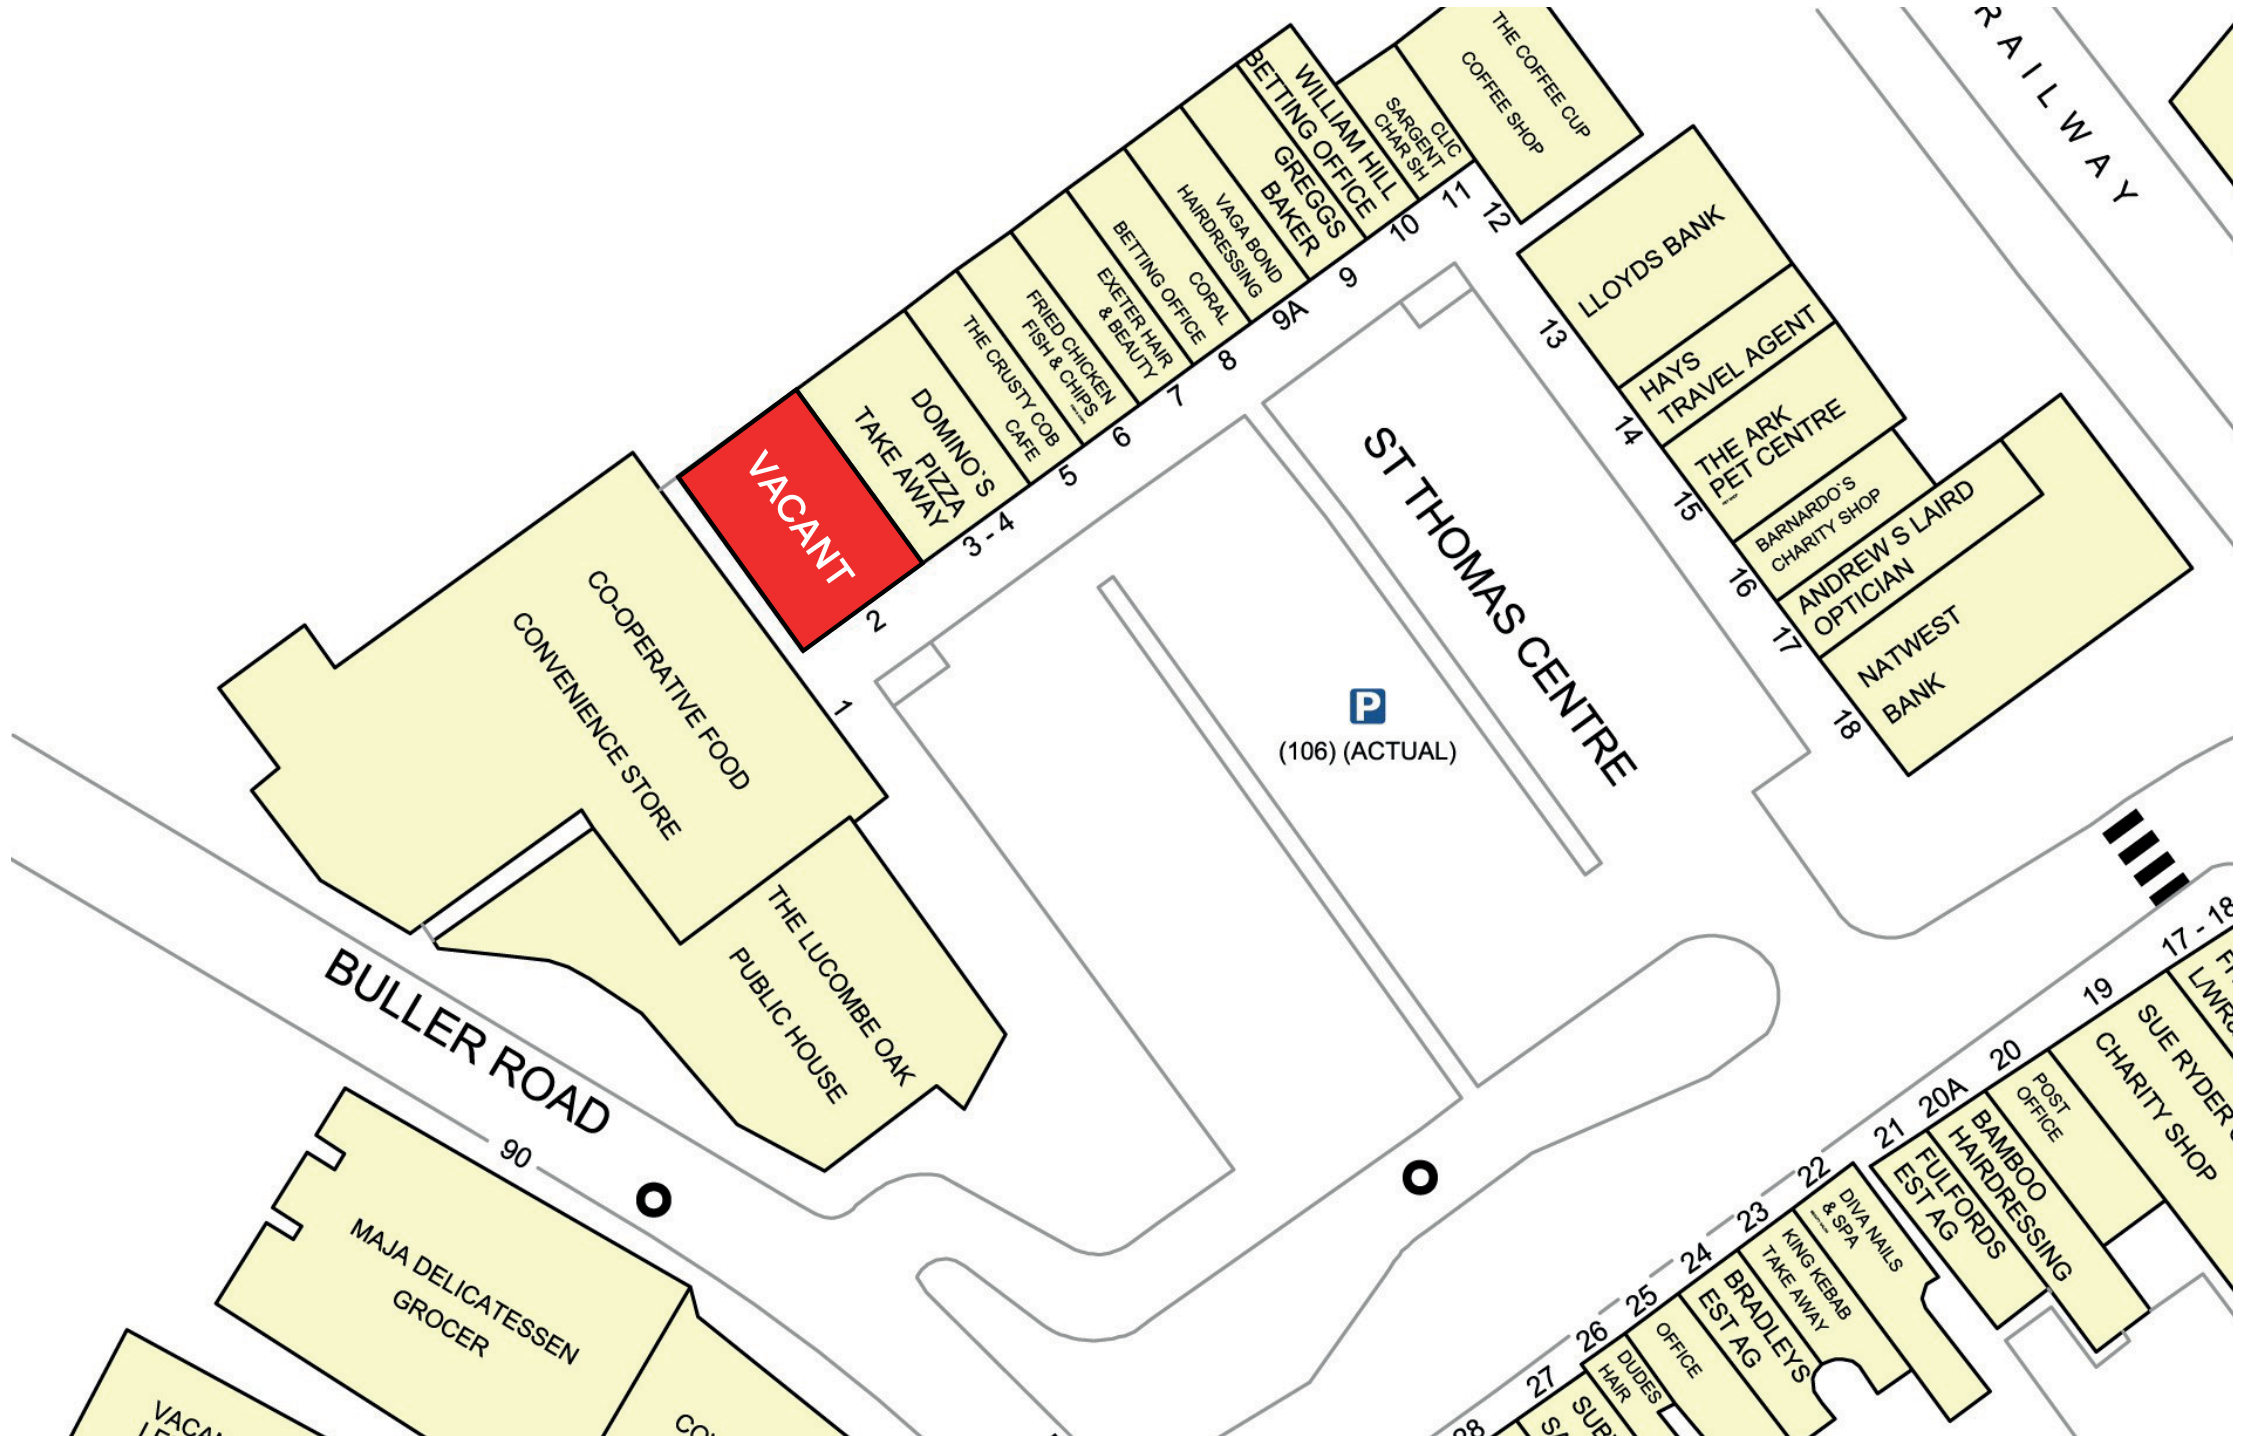 RAILWAY
THE COFFEE CUP
COFFEE SHOP
CLIC
SARGENT
CHAR SH
WILLIAM HILL
BETTING OFFICE
GREGGS
BAKER
VAGA BOND
HAIRDRESSING
CORAL
BETTING OFFICE
EXETER HAIR
& BEAUTY
FRIED CHICKEN
FISH & CHIPS
THE CRUSTY COB
CAFE
DOMINO`S
PIZZA
TAKE AWAY
VACANT
12
11
10
9
9A
8
7
6
5
3 - 4
2
1
LLOYDS BANK
HAYS
TRAVEL AGENT
THE ARK
PET CENTRE
BARNARDO`S
CHARITY SHOP
ANDREW S LAIRD
OPTICIAN
NATWEST
BANK
13
14
15
16
17
18
ST THOMAS CENTRE
P
(106) (ACTUAL)
CO-OPERATIVE FOOD
CONVENIENCE STORE
THE LUCOMBE OAK
PUBLIC HOUSE
BULLER ROAD
90
MAJA DELICATESSEN
GROCER
17 - 18
19
20
20A
21
22
23
24
25
26
27
28
L/WR
SUE RYDER
CHARITY SHOP
POST
OFFICE
BAMBOO
HAIRDRESSING
FULFORDS
EST AG
DIVA NAILS
& SPA
KING KEBAB
TAKE AWAY
BRADLEYS
EST AG
OFFICE
DUDES
HAIR
SUB
SA
VACA
CO